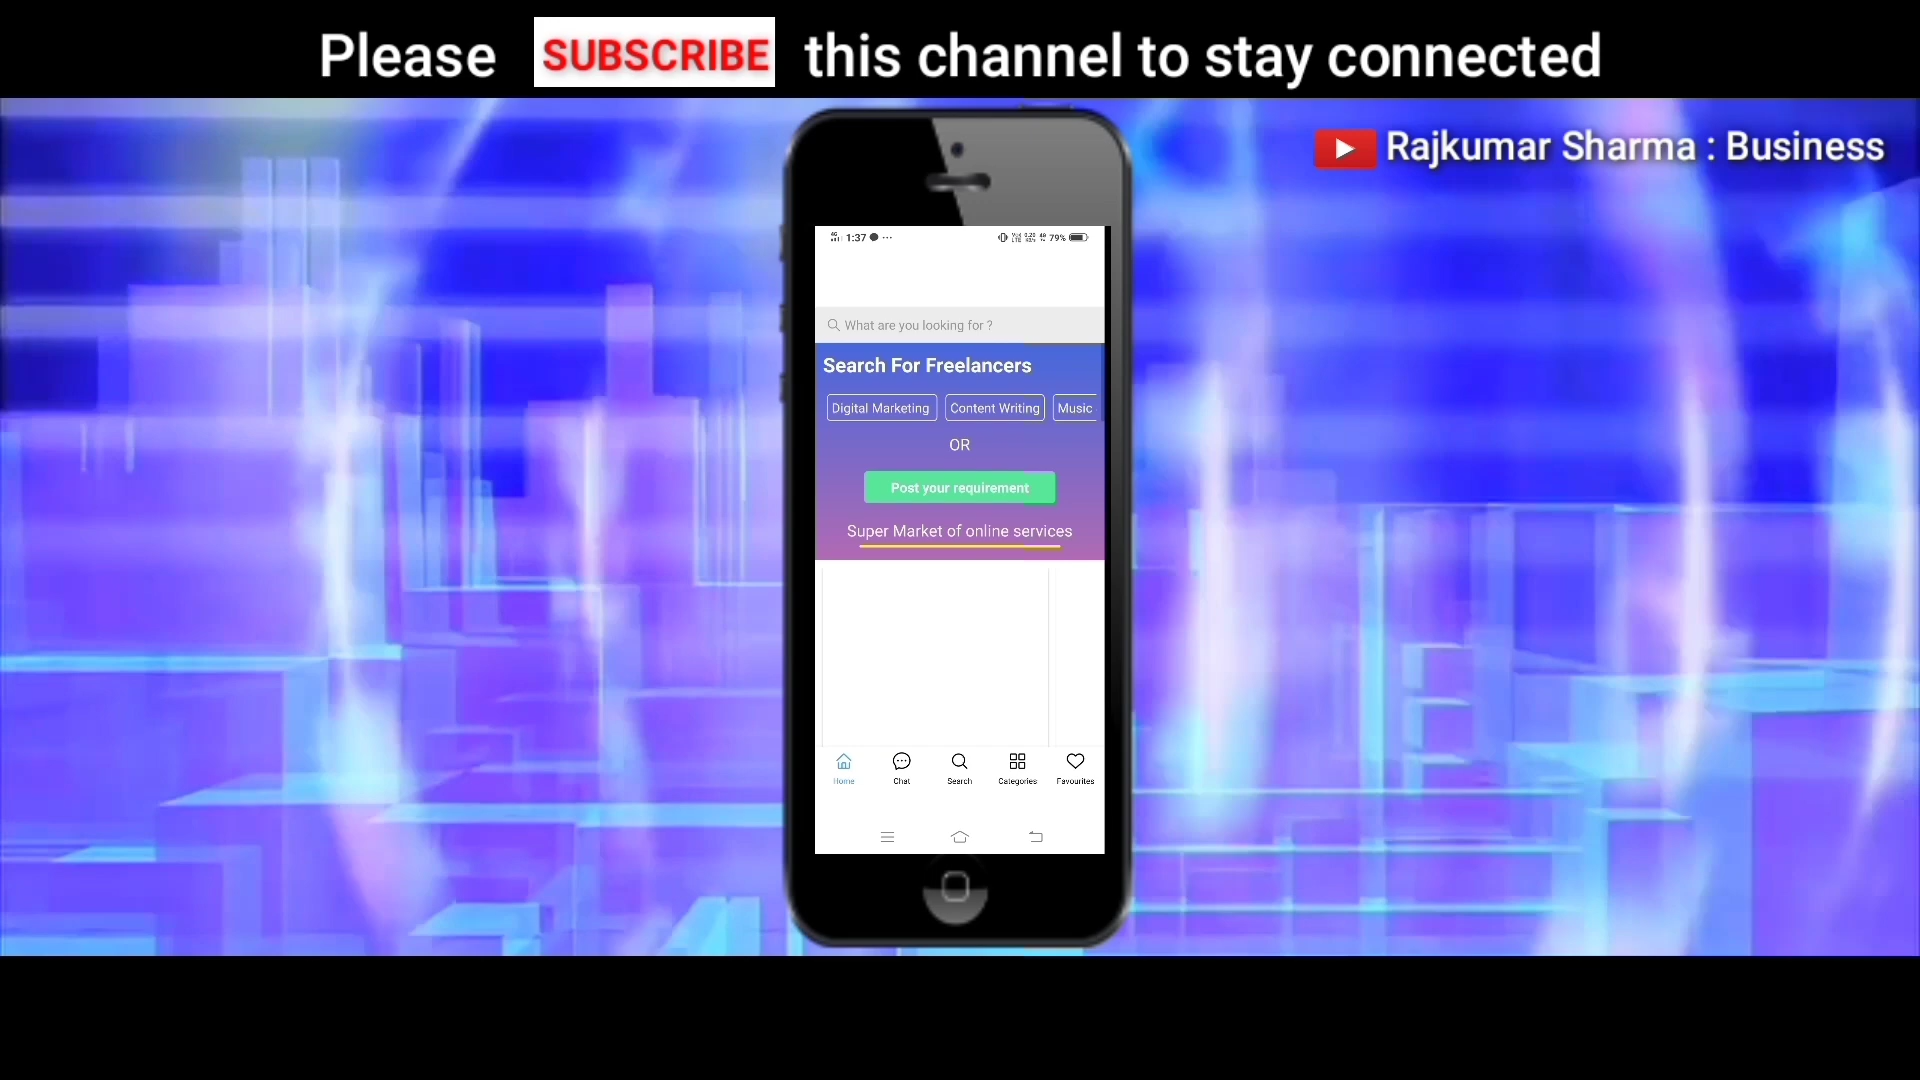 Please SUBSCRIBE this channel to stay connected
Rajkumar Sharma : Business
1:37
79%
What are you looking for ?
Search For Freelancers
Digital Marketing Content Writing Music
OR
Post your requirement
Super Market of online services
Home Chat Search Categories Favourites